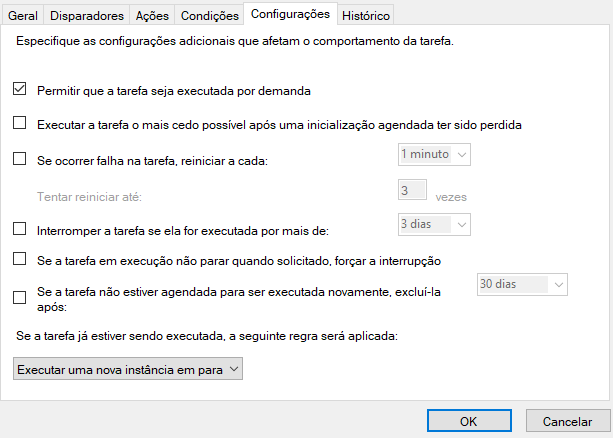 Geral Disparadores Ações Condições Configurações Histórico
Especifique as configurações adicionais que afetam o comportamento da tarefa.
Permitir que a tarefa seja executada por demanda
Executar a tarefa o mais cedo possível após uma inicialização agendada ter sido perdida
Se ocorrer falha na tarefa, reiniciar a cada: 1 minuto
Tentar reiniciar até: 3 vezes
Interromper a tarefa se ela for executada por mais de: 3 dias
Se a tarefa em execução não parar quando solicitado, forçar a interrupção
Se a tarefa não estiver agendada para ser executada novamente, excluí-la 30 dias
após:
Se a tarefa já estiver sendo executada, a seguinte regra será aplicada:
Executar uma nova instância em para
OK Cancelar